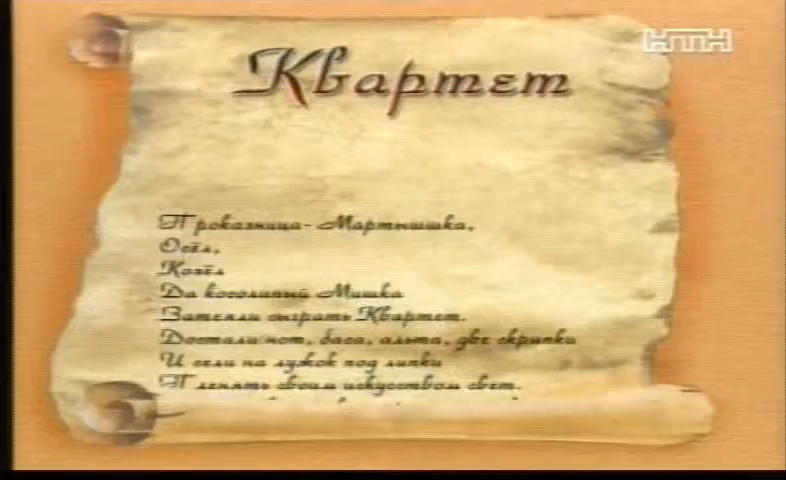 НТН
Квартет
Проказница-Мартышка,
Осёл,
Козёл
Да косолапый Мишка
Затеяли сыграть Квартет.
Достали нот, баса, альта, две скрипки
И сели на лужок под липки
Пленять своим искусством свет.